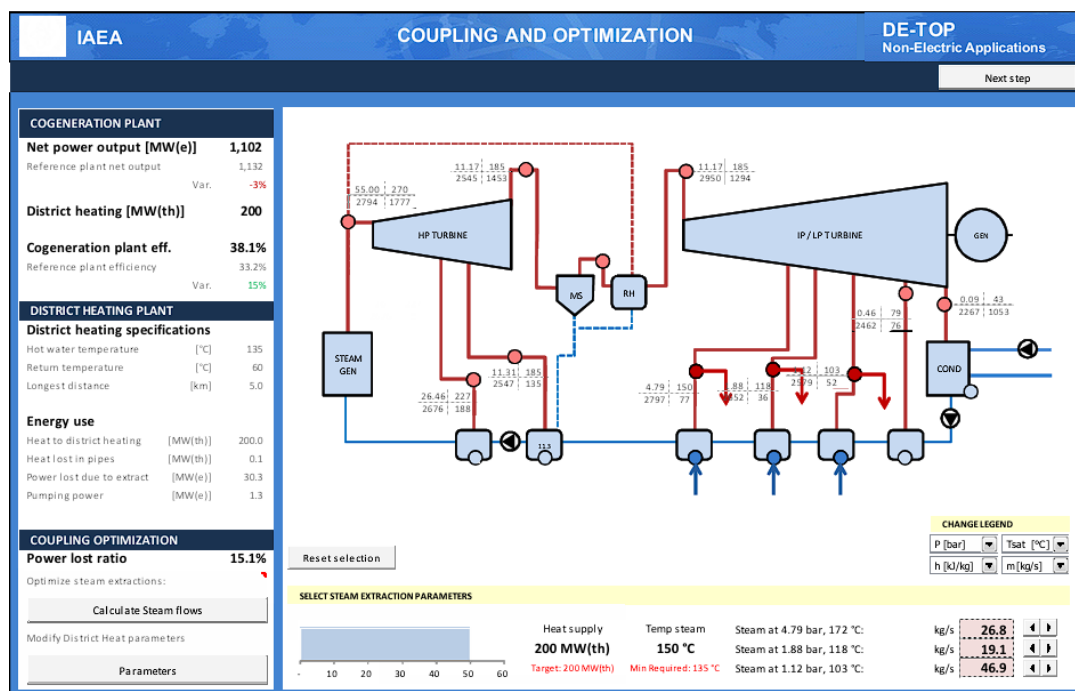 IAEA
COUPLING AND OPTIMIZATION
DE-TOP
Non-Electric Applications
Next step
COGENERATION PLANT
Net power output [MW(e)] 1,102
Reference plant net output 1,132
Var. -3%
District heating [MW(th)] 200
Cogeneration plant eff. 38.1%
Reference plant efficiency 33.2%
Var. 15%
DISTRICT HEATING PLANT
District heating specifications
Hot water temperature [°C] 135
Return temperature [°C] 60
Longest distance [km] 5.0
Energy use
Heat to district heating [MW(th)] 200.0
Heat lost in pipes [MW(th)] 0.1
Power lost due to extract [MW(e)] 30.3
Pumping power [MW(e)] 1.3
COUPLING OPTIMIZATION
Power lost ratio 15.1%
Optimize steam extractions:
Calculate Steam flows
Modify District Heat parameters
Parameters
11.17 185
2545 1453
11.17 185
2950 1294
55.00 270
2794 1777
HP TURBINE
IP / LP TURBINE
GEN
MS
RH
0.09 43
2267 1053
0.46 79
2462 76
STEAM
GEN
COND
11.31 185
2547 135
26.46 227
2676 188
4.79 150
2797 77
.88 118
52 36
.12 103
2579 52
113
Reset selection
CHANGE LEGEND
P [bar] Tsat [°C]
h [kJ/kg] m[kg/s]
SELECT STEAM EXTRACTION PARAMETERS
- 10 20 30 40 50 60
Heat supply
200 MW(th)
Target: 200 MW(th)
Temp steam
150 °C
Min Required: 135 °C
Steam at 4.79 bar, 172 °C: kg/s 26.8
Steam at 1.88 bar, 118 °C: kg/s 19.1
Steam at 1.12 bar, 103 °C: kg/s 46.9